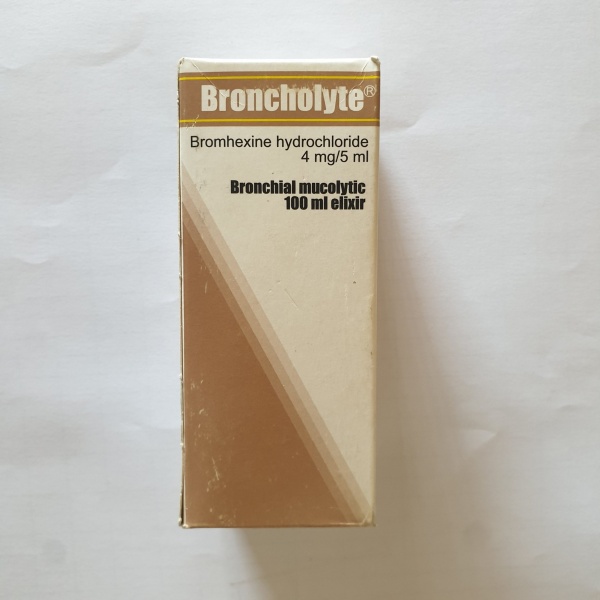 Broncholyte®
Bromhexine hydrochloride
4 mg/5 ml
Bronchial mucolytic
100 ml elixir